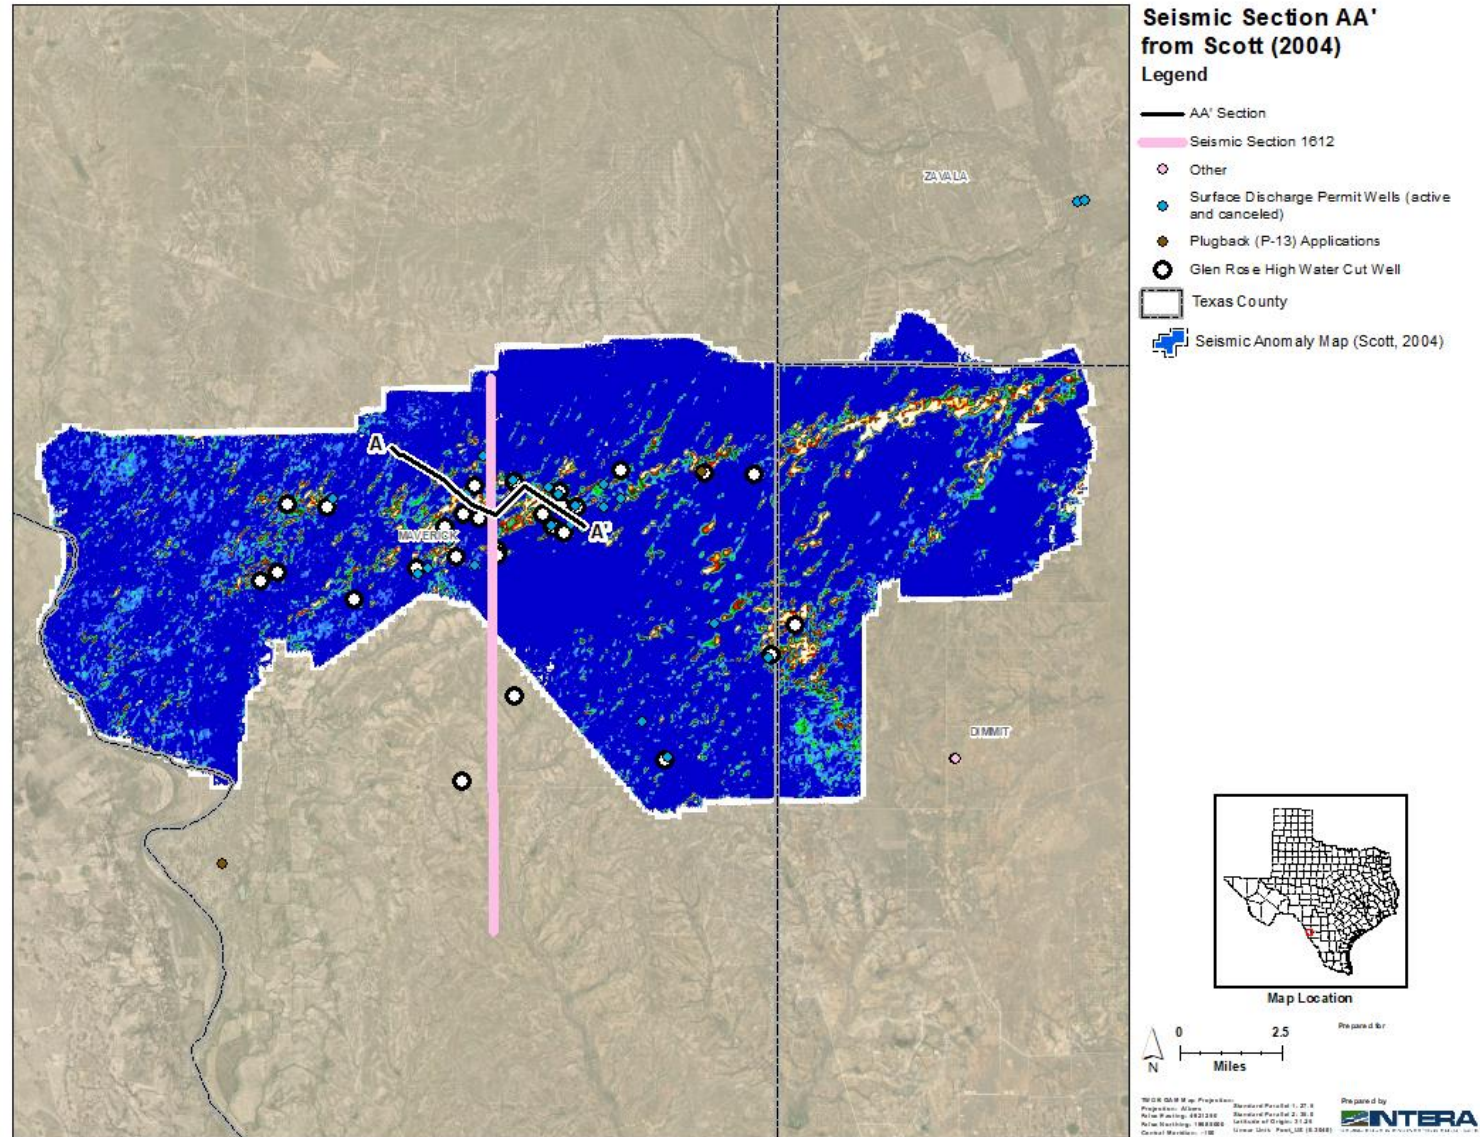 Seismic Section AA'
from Scott (2004)
Legend
AA' Section
Seismic Section 1612
Other
Surface Discharge Permit Wells (active
and canceled)
Plugback (P-13) Applications
Glen Rose High Water Cut Well
Texas County
Seismic Anomaly Map (Scott, 2004)
ZAVALA
A
MAVERICK
A'
DIMMIT
Map Location
N
0 2.5
Miles
Prepared for
Projection: Albers
Prepared by
INTERA